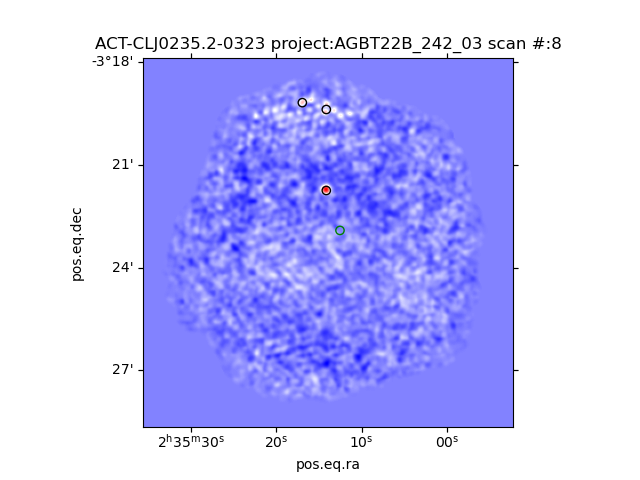 ACT-CLJ0235.2-0323 project:AGBT22B_242_03 scan #:8
-3°18'
21'
24'
27'
pos.eq.dec
2ʰ35ᵐ30ˢ 20ˢ 10ˢ 00ˢ
pos.eq.ra